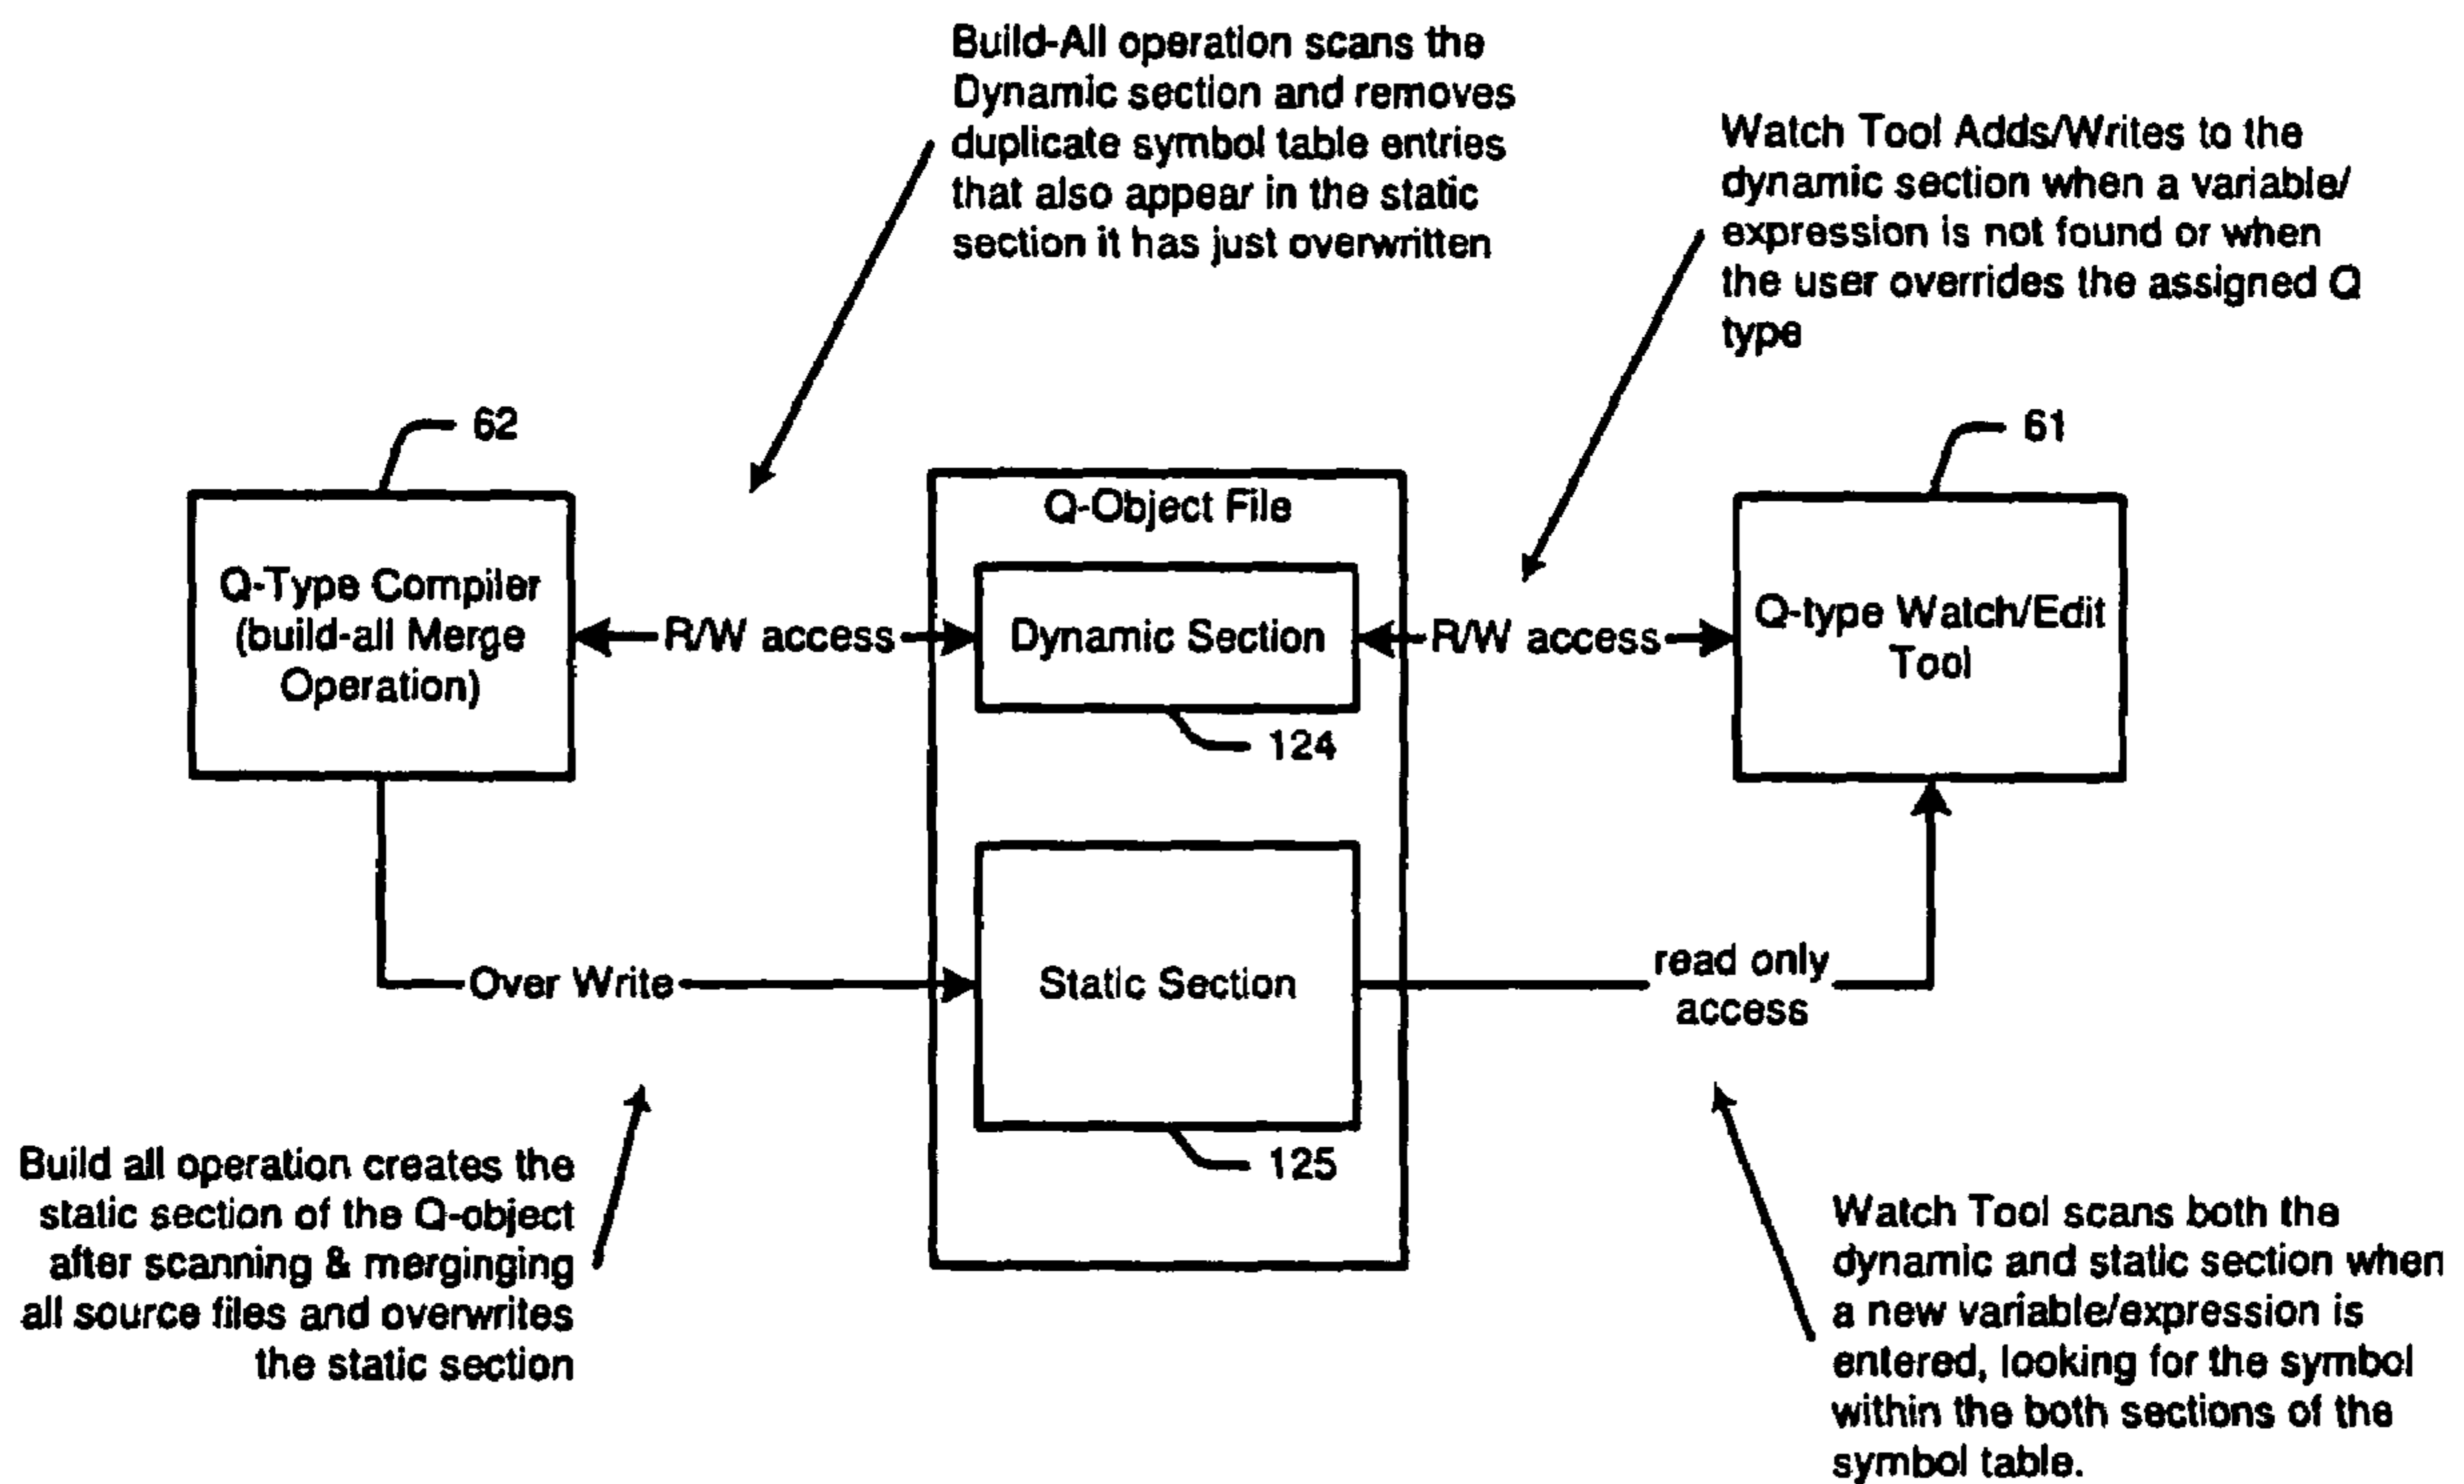 Build-All operation scans the
Dynamic section and removes
duplicate symbol table entries
that also appear in the static
section it has just overwritten
Watch Tool Adds/Writes to the
dynamic section when a variable/
expression is not found or when
the user overrides the assigned Q
type
62
61
Q-Type Compiler
(build-all Merge
Operation)
R/W access
Q-Object File
Dynamic Section
124
R/W access
Q-type Watch/Edit
Tool
Over Write
Static Section
125
read only
access
Build all operation creates the
static section of the Q-object
after scanning & merginging
all source files and overwrites
the static section
Watch Tool scans both the
dynamic and static section when
a new variable/expression is
entered, looking for the symbol
within the both sections of the
symbol table.